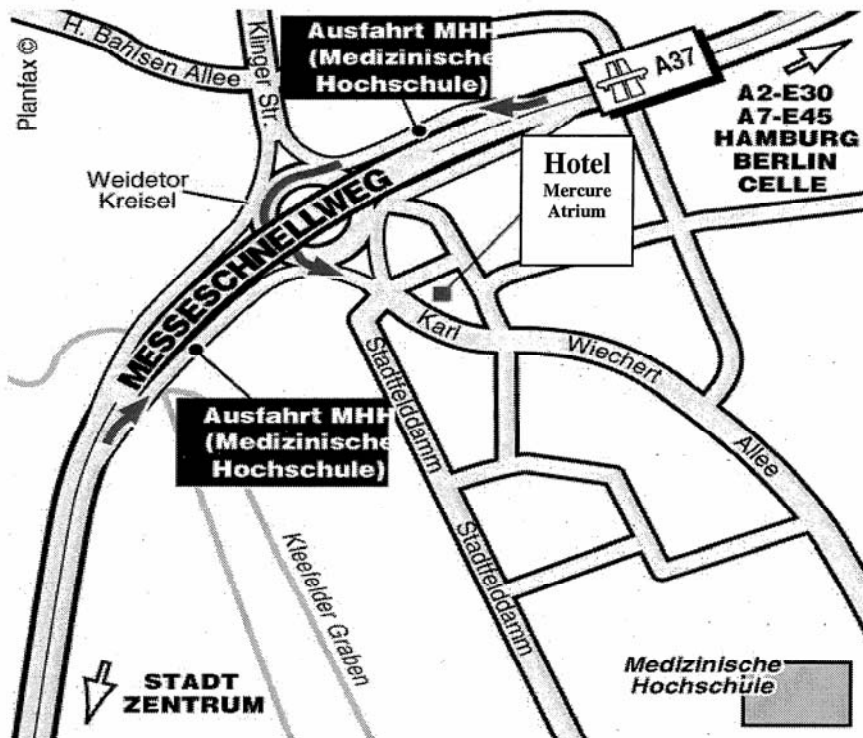 Planfax ©
H. Bahlsen Allee
Klinger Str.
Ausfahrt MHH
(Medizinische
Hochschule)
A37
A2-E30
A7-E45
HAMBURG
BERLIN
CELLE
Weidetor
Kreisel
Hotel
Mercure
Atrium
MESSESCHNELLWEG
Karl
Wiechert
Allee
Stadtfelddamm
Ausfahrt MHH
(Medizinische
Hochschule)
Stadtfelddamm
Kleefelder Graben
STADT
ZENTRUM
Medizinische
Hochschule